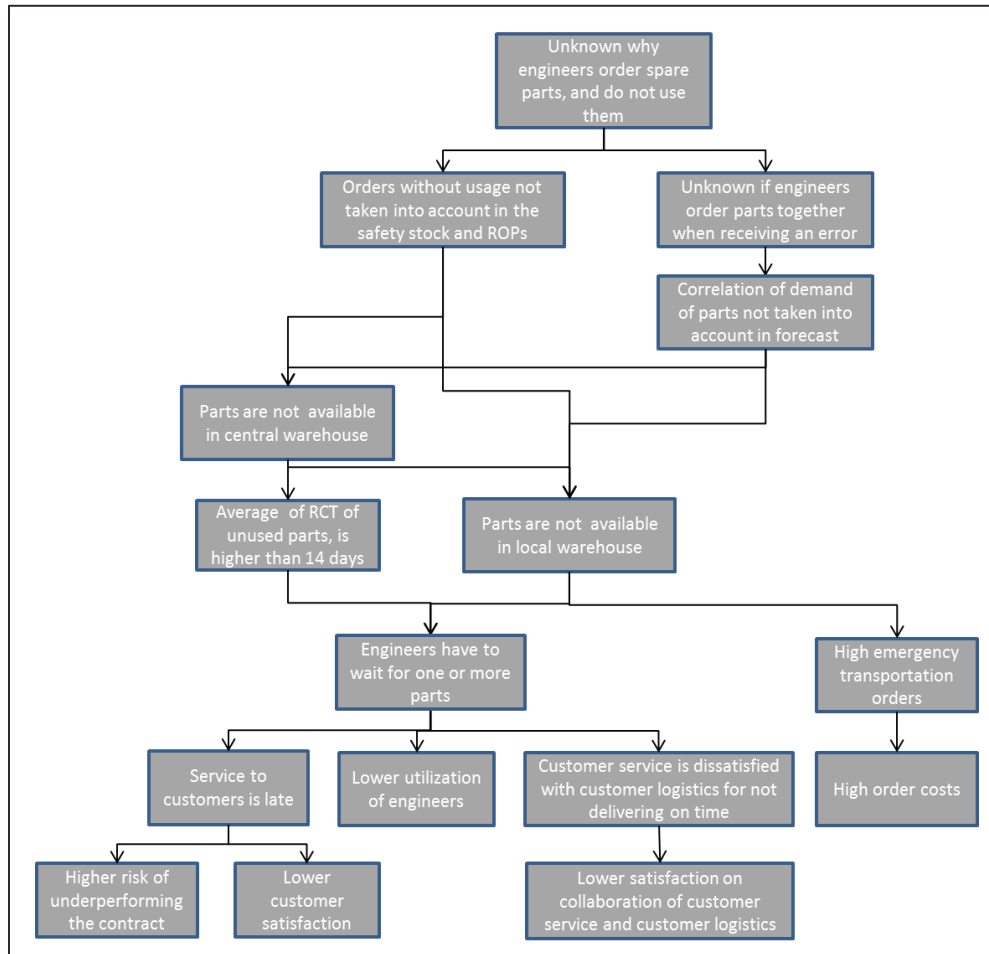 Unknown why
engineers order spare
parts, and do not use
them
Orders without usage not
taken into account in the
safety stock and ROPs
Unknown if engineers
order parts together
when receiving an error
Correlation of demand
of parts not taken into
account in forecast
Parts are not available
in central warehouse
Average of RCT of
unused parts, is
higher than 14 days
Parts are not available
in local warehouse
Engineers have to
wait for one or more
parts
High emergency
transportation
orders
Service to
customers is late
Lower utilization
of engineers
Customer service is dissatisfied
with customer logistics for not
delivering on time
High order costs
Higher risk of
underperforming
the contract
Lower
customer
satisfaction
Lower satisfaction on
collaboration of customer
service and customer logistics